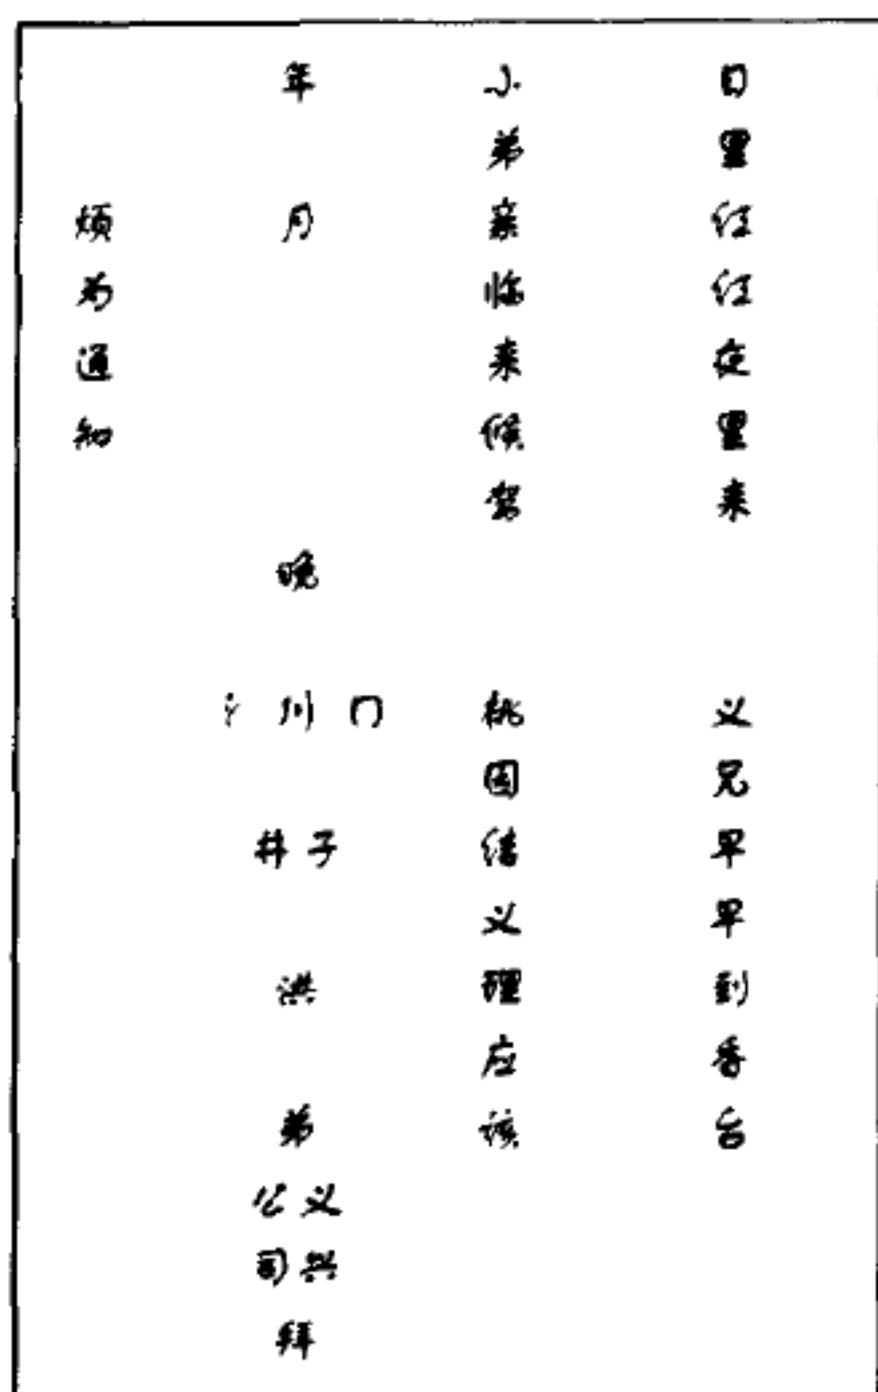 日里红红夜里来 义兄早早到香台
小弟亲临来候驾 桃园结义理应该
年 月 晚
氵 川 冂
井子
洪
弟
公义
司兴
拜
烦为通知